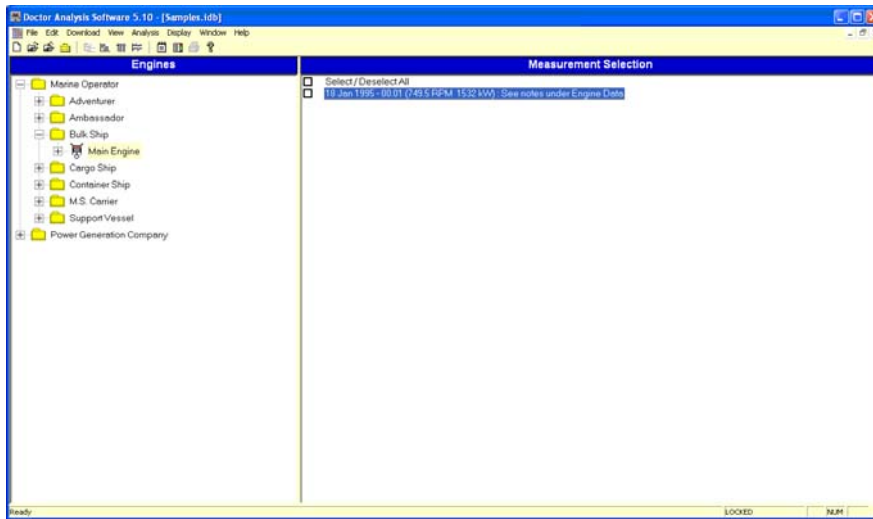 Doctor Analysis Software 5.10 - [Samples.idb]
File Edit Download View Analysis Display Window Help
Engines
Measurement Selection
Marine Operator
Adventurer
Ambassador
Bulk Ship
Main Engine
Cargo Ship
Container Ship
M.S. Carrier
Support Vessel
Power Generation Company
Select / Deselect All
18 Jan 1995 - 00:01 (749.5 RPM 1532 kW) : See notes under Engine Data
Ready
LOCKED
NUM